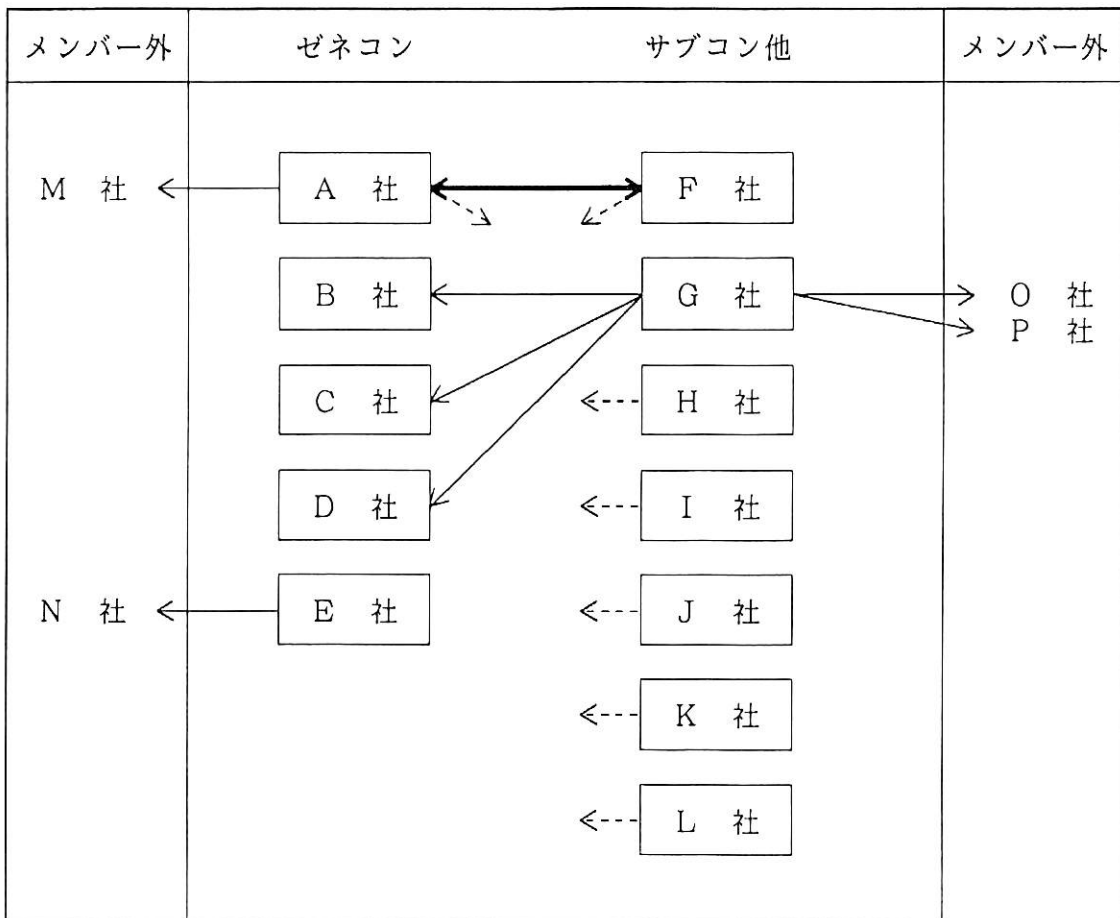 メンバー外 ゼネコン サブコン他 メンバー外
M 社 A 社 F 社
B 社 G 社 O 社
P 社
C 社 H 社
D 社 I 社
N 社 E 社 J 社
K 社
L 社